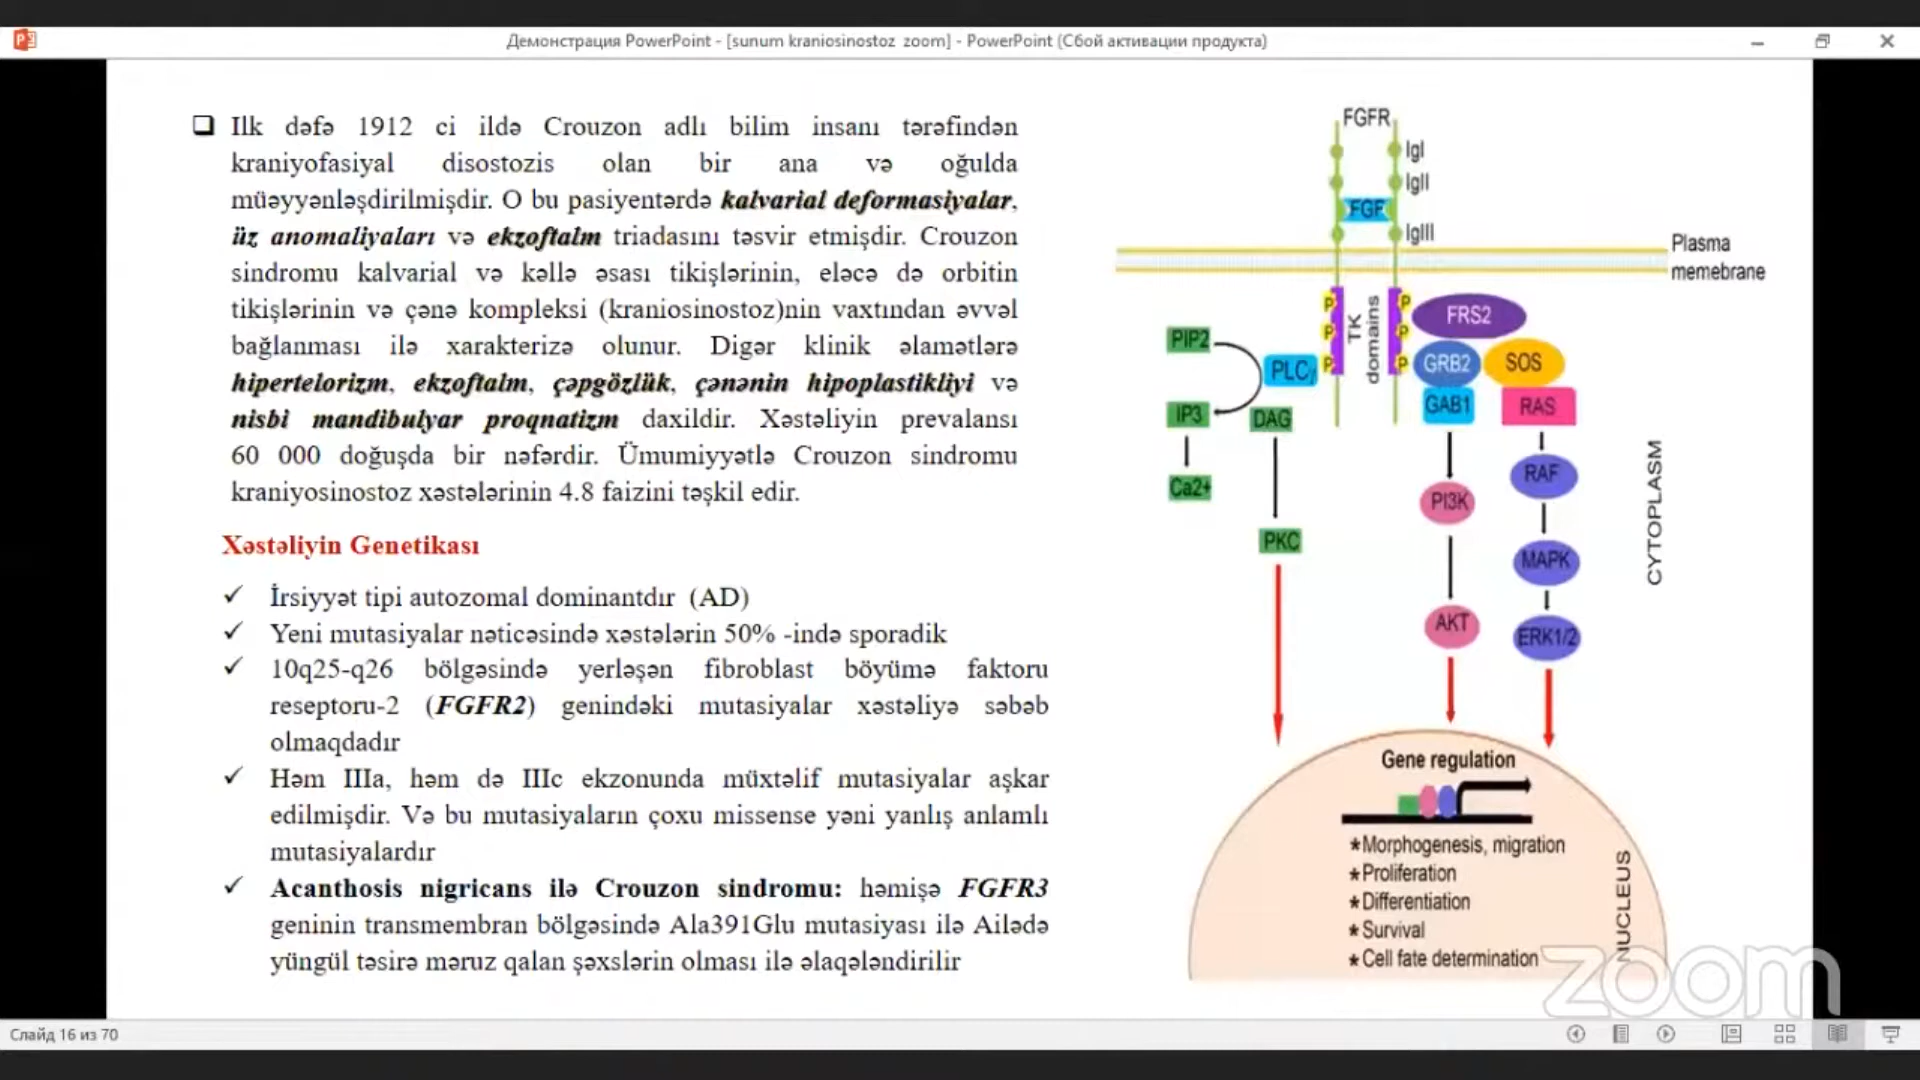 Демонстрация PowerPoint - [sunum kraniosinostoz zoom] - PowerPoint (Сбой активации продукта)
Ilk dəfə 1912 ci ildə Crouzon adlı bilim insanı tərəfindən
kraniyofasiyal disostozis olan bir ana və oğulda
müəyyənləşdirilmişdir. O bu pasiyentərdə kalvarial deformasiyalar,
üz anomaliyaları və ekzoftalm triadasını təsvir etmişdir. Crouzon
sindromu kalvarial və kəllə əsası tikişlərinin, eləcə də orbitin
tikişlərinin və çənə kompleksi (kraniosinostoz)nin vaxtından əvvəl
bağlanması ilə xarakterizə olunur. Digər klinik əlamətlərə
hipertelorizm, ekzoftalm, çəpgözlük, çənənin hipoplastikliyi və
nisbi mandibulyar proqnatizm daxildir. Xəstəliyin prevalansı
60 000 doğuşda bir nəfərdir. Ümumiyyətlə Crouzon sindromu
kraniyosinostoz xəstələrinin 4.8 faizini təşkil edir.
Xəstəliyin Genetikası
İrsiyyət tipi autozomal dominantdır (AD)
Yeni mutasiyalar nəticəsində xəstələrin 50% -ində sporadik
10q25-q26 bölgəsində yerləşən fibroblast böyümə faktoru
reseptoru-2 (FGFR2) genindəki mutasiyalar xəstəliyə səbəb
olmaqdadır
Həm IIIa, həm də IIIc ekzonunda müxtəlif mutasiyalar aşkar
edilmişdir. Və bu mutasiyaların çoxu missense yəni yanlış anlamlı
mutasiyalardır
Acanthosis nigricans ilə Crouzon sindromu: həmişə FGFR3
geninin transmembran bölgəsində Ala391Glu mutasiyası ilə Ailədə
yüngül təsirə məruz qalan şəxslərin olması ilə əlaqələndirilir
FGFR
IgI
IgII
FGF
IgIII
Plasma
memebrane
P
P
P
TK
domains
P
P
P
FRS2
PIP2
PLCγ
GRB2
SOS
IP3
DAG
GAB1
RAS
Ca2+
PI3K
RAF
PKC
MAPK
AKT
ERK1/2
CYTOPLASM
Gene regulation
*Morphogenesis, migration
*Proliferation
*Differentiation
*Survival
*Cell fate determination
NUCLEUS
zoom
Слайд 16 из 70